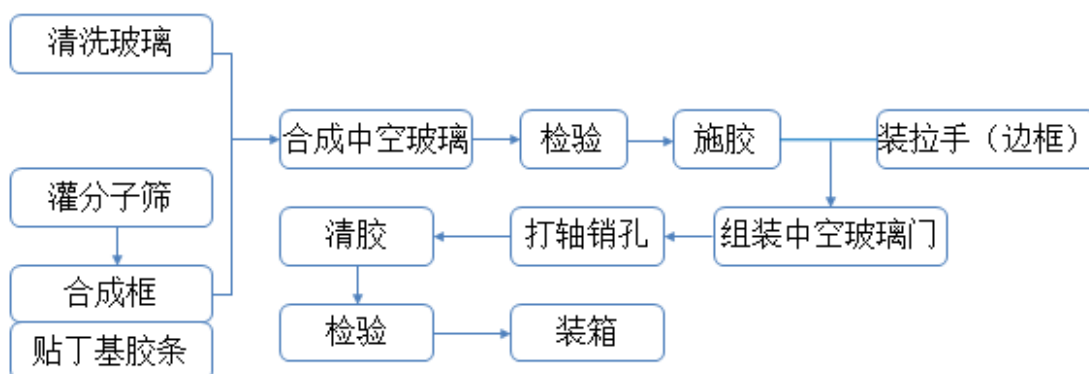 清洗玻璃
合成中空玻璃
检验
施胶
装拉手（边框）
灌分子筛
清胶
打轴销孔
组装中空玻璃门
合成框
检验
装箱
贴丁基胶条